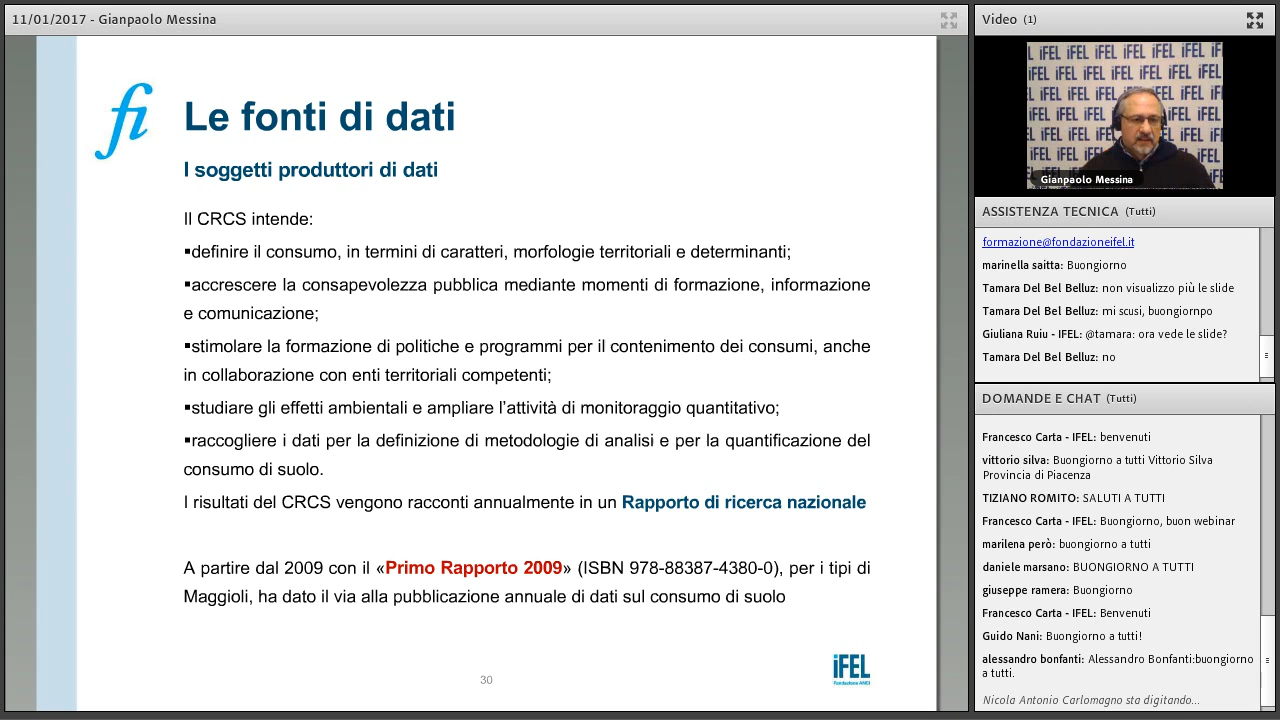 11/01/2017 - Gianpaolo Messina
fi
Le fonti di dati
I soggetti produttori di dati
Il CRCS intende:
▪definire il consumo, in termini di caratteri, morfologie territoriali e determinanti;
▪accrescere la consapevolezza pubblica mediante momenti di formazione, informazione
e comunicazione;
▪stimolare la formazione di politiche e programmi per il contenimento dei consumi, anche
in collaborazione con enti territoriali competenti;
▪studiare gli effetti ambientali e ampliare l'attività di monitoraggio quantitativo;
▪raccogliere i dati per la definizione di metodologie di analisi e per la quantificazione del
consumo di suolo.
I risultati del CRCS vengono racconti annualmente in un Rapporto di ricerca nazionale
A partire dal 2009 con il «Primo Rapporto 2009» (ISBN 978-88387-4380-0), per i tipi di
Maggioli, ha dato il via alla pubblicazione annuale di dati sul consumo di suolo
30
iFEL
Fondazione ANCI
Video (1)
iFEL
Gianpaolo Messina
ASSISTENZA TECNICA (Tutti)
formazione@fondazioneifel.it
marinella saitta: Buongiorno
Tamara Del Bel Belluz: non visualizzo più le slide
Tamara Del Bel Belluz: mi scusi, buongiornpo
Giuliana Ruiu - IFEL: @tamara: ora vede le slide?
Tamara Del Bel Belluz: no
DOMANDE E CHAT (Tutti)
Francesco Carta - IFEL: benvenuti
vittorio silva: Buongiorno a tutti Vittorio Silva
Provincia di Piacenza
TIZIANO ROMITO: SALUTI A TUTTI
Francesco Carta - IFEL: Buongiorno, buon webinar
marilena però: buongiorno a tutti
daniele marsano: BUONGIORNO A TUTTI
giuseppe ramera: Buongiorno
Francesco Carta - IFEL: Benvenuti
Guido Nani: Buongiorno a tutti!
alessandro bonfanti: Alessandro Bonfanti:buongiorno
a tutti.
Nicola Antonio Carlomagno sta digitando...